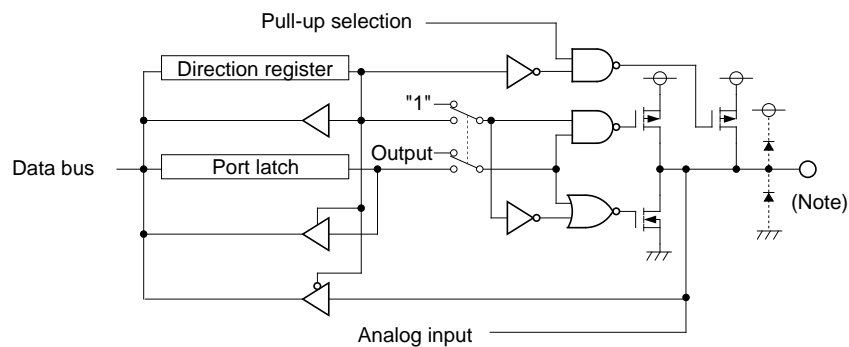 Pull-up selection
Direction register
"1"
Output
Data bus
Port latch
(Note)
Analog input